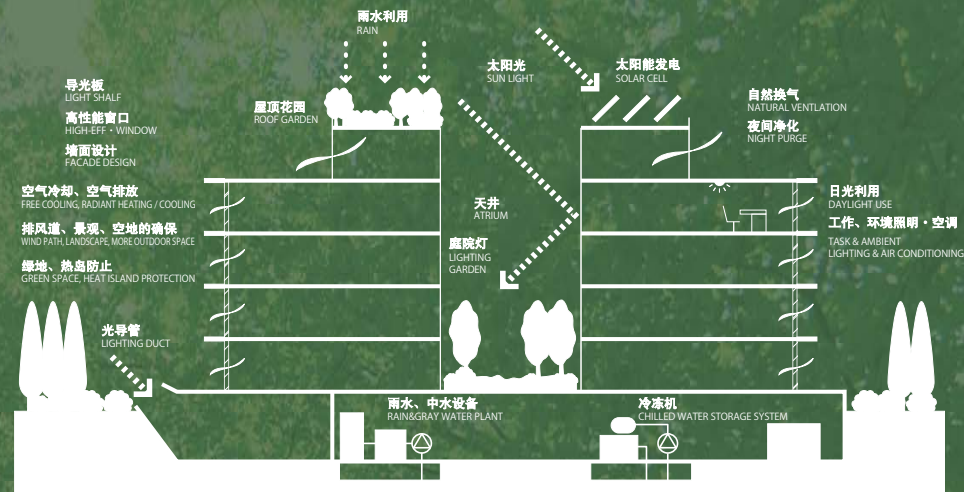 雨水利用
RAIN
导光板
LIGHT SHALF
高性能窗口
HIGH-EFF・WINDOW
墙面设计
FACADE DESIGN
空气冷却、空气排放
FREE COOLING, RADIANT HEATING / COOLING
排风道、景观、空地的确保
WIND PATH, LANDSCAPE, MORE OUTDOOR SPACE
绿地、热岛防止
GREEN SPACE, HEAT ISLAND PROTECTION
光导管
LIGHTING DUCT
屋顶花园
ROOF GARDEN
太阳光
SUN LIGHT
太阳能发电
SOLAR CELL
自然换气
NATURAL VENTLATION
夜间净化
NIGHT PURGE
天井
ATRIUM
庭院灯
LIGHTING
GARDEN
日光利用
DAYLIGHT USE
工作、环境照明・空调
TASK & AMBIENT
LIGHTING & AIR CONDITIONING
雨水、中水设备
RAIN&GRAY WATER PLANT
冷冻机
CHILLED WATER STORAGE SYSTEM